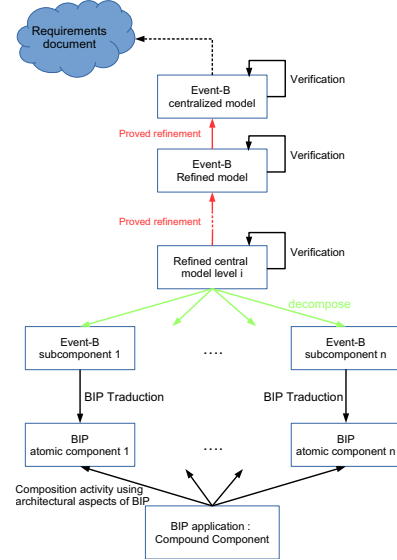 Requirements
document
Event-B
centralized model
Verification
Proved refinement
Event-B
Refined model
Verification
Proved refinement
Refined central
model level i
Verification
decompose
Event-B
subcomponent 1
....
Event-B
subcomponent n
BIP Traduction
BIP Traduction
BIP
atomic component 1
....
BIP
atomic component n
Composition activity using
architectural aspects of BIP
BIP application :
Compound Component